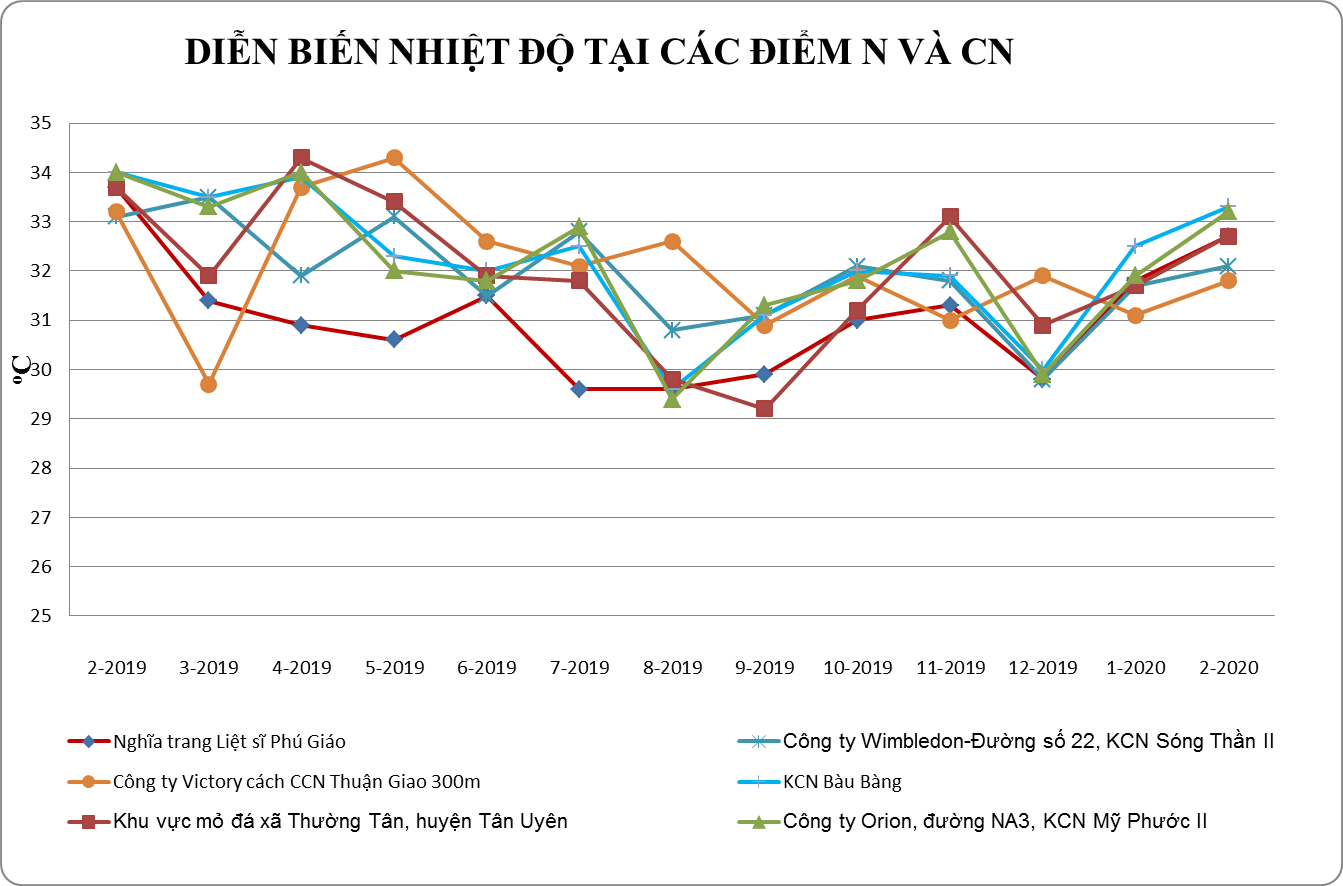 DIỄN BIẾN NHIỆT ĐỘ TẠI CÁC ĐIỂM N VÀ CN
35
34
33
32
31
30
29
28
27
26
25
ºC
2-2019 3-2019 4-2019 5-2019 6-2019 7-2019 8-2019 9-2019 10-2019 11-2019 12-2019 1-2020 2-2020
Nghĩa trang Liệt sĩ Phú Giáo
Công ty Wimbledon-Đường số 22, KCN Sóng Thần II
Công ty Victory cách CCN Thuận Giao 300m
KCN Bàu Bàng
Khu vực mỏ đá xã Thường Tân, huyện Tân Uyên
Công ty Orion, đường NA3, KCN Mỹ Phước II